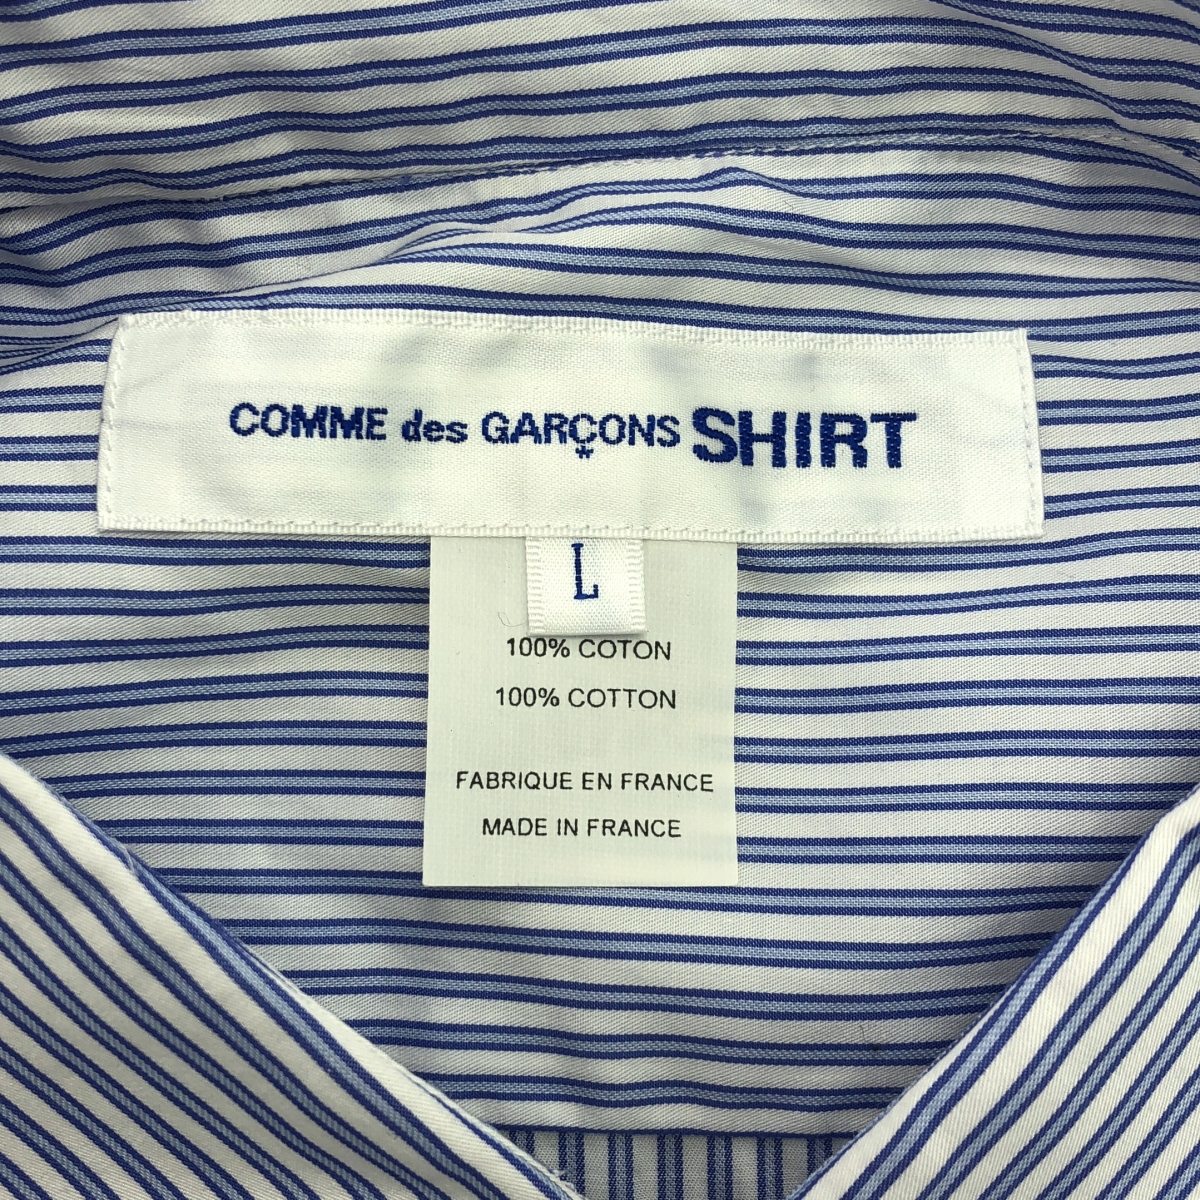 COMME des GARÇONS SHIRT
L
100% COTON
100% COTTON
FABRIQUE EN FRANCE
MADE IN FRANCE